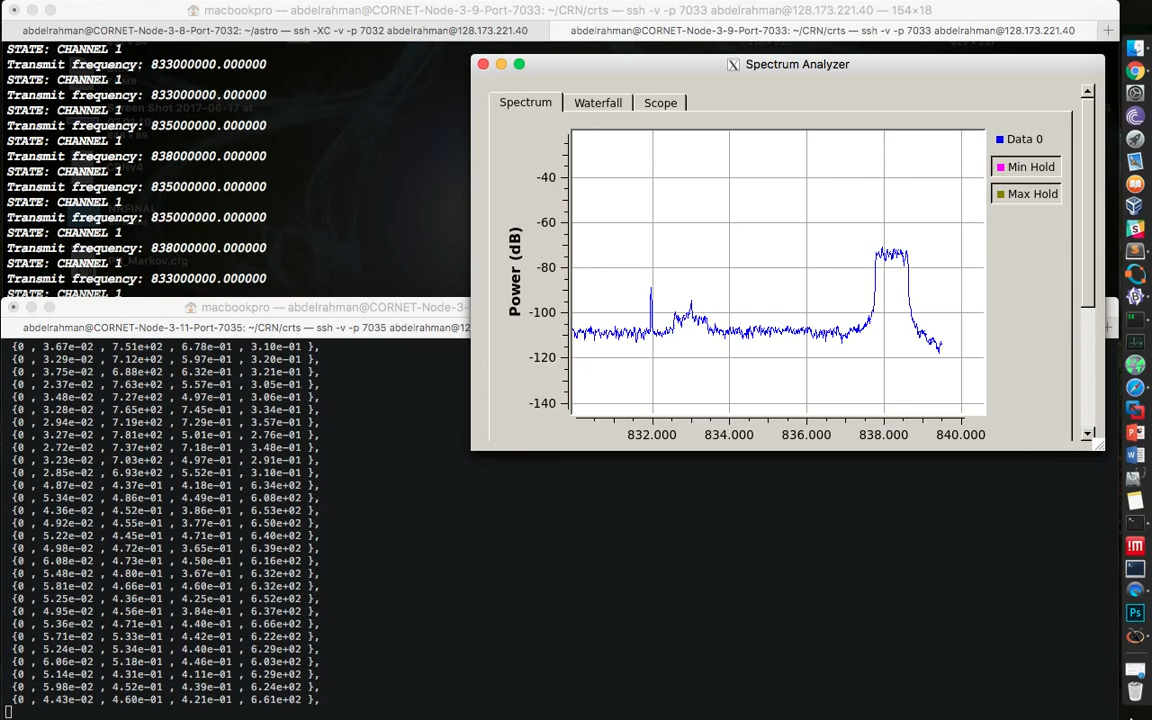 macbookpro — abdelrahman@CORNET-Node-3-9-Port-7033: ~/CRN/crts — ssh -v -p 7033 abdelrahman@128.173.221.40 — 154×18
abdelrahman@CORNET-Node-3-8-Port-7032: ~/astro — ssh -XC -v -p 7032 abdelrahman@128.173.221.40
abdelrahman@CORNET-Node-3-9-Port-7033: ~/CRN/crts — ssh -v -p 7033 abdelrahman@128.173.221.40
STATE: CHANNEL 1
Transmit frequency: 833000000.000000
STATE: CHANNEL 1
Transmit frequency: 833000000.000000
STATE: CHANNEL 1
Transmit frequency: 835000000.000000
STATE: CHANNEL 1
Transmit frequency: 838000000.000000
STATE: CHANNEL 1
Transmit frequency: 835000000.000000
STATE: CHANNEL 1
Transmit frequency: 835000000.000000
STATE: CHANNEL 1
Transmit frequency: 838000000.000000
STATE: CHANNEL 1
Transmit frequency: 833000000.000000
STATE: CHANNEL 1
Spectrum Analyzer
Spectrum
Waterfall
Scope
Power (dB)
-40
-60
-80
-100
-120
-140
832.000
834.000
836.000
838.000
840.000
Data 0
Min Hold
Max Hold
macbookpro — abdelrahman@CORNET-Node-3-
abdelrahman@CORNET-Node-3-11-Port-7035: ~/CRN/crts — ssh -v -p 7035 abdelrahman@12
{0 , 3.67e-02 , 7.51e+02 , 6.78e-01 , 3.10e-01 },
{0 , 3.29e-02 , 7.12e+02 , 5.97e-01 , 3.20e-01 },
{0 , 3.75e-02 , 6.88e+02 , 6.32e-01 , 3.21e-01 },
{0 , 2.37e-02 , 7.63e+02 , 5.57e-01 , 3.05e-01 },
{0 , 3.48e-02 , 7.27e+02 , 4.97e-01 , 3.06e-01 },
{0 , 3.28e-02 , 7.65e+02 , 7.45e-01 , 3.34e-01 },
{0 , 2.94e-02 , 7.19e+02 , 7.29e-01 , 3.57e-01 },
{0 , 3.27e-02 , 7.81e+02 , 5.01e-01 , 2.76e-01 },
{0 , 2.72e-02 , 7.37e+02 , 7.18e-01 , 3.48e-01 },
{0 , 3.23e-02 , 7.03e+02 , 4.97e-01 , 2.91e-01 },
{0 , 2.85e-02 , 6.93e+02 , 5.52e-01 , 3.10e-01 },
{0 , 4.87e-02 , 4.37e-01 , 4.18e-01 , 6.34e+02 },
{0 , 5.34e-02 , 4.86e-01 , 4.49e-01 , 6.08e+02 },
{0 , 4.36e-02 , 4.52e-01 , 3.86e-01 , 6.53e+02 },
{0 , 4.92e-02 , 4.55e-01 , 3.77e-01 , 6.50e+02 },
{0 , 5.22e-02 , 4.45e-01 , 4.71e-01 , 6.40e+02 },
{0 , 4.98e-02 , 4.72e-01 , 3.65e-01 , 6.39e+02 },
{0 , 6.08e-02 , 4.73e-01 , 4.50e-01 , 6.16e+02 },
{0 , 5.48e-02 , 4.80e-01 , 3.67e-01 , 6.32e+02 },
{0 , 5.81e-02 , 4.66e-01 , 4.60e-01 , 6.32e+02 },
{0 , 5.25e-02 , 4.36e-01 , 4.25e-01 , 6.52e+02 },
{0 , 4.95e-02 , 4.56e-01 , 3.84e-01 , 6.37e+02 },
{0 , 5.36e-02 , 4.71e-01 , 4.40e-01 , 6.66e+02 },
{0 , 5.71e-02 , 5.33e-01 , 4.42e-01 , 6.22e+02 },
{0 , 5.24e-02 , 5.34e-01 , 4.40e-01 , 6.29e+02 },
{0 , 6.06e-02 , 5.18e-01 , 4.46e-01 , 6.03e+02 },
{0 , 5.14e-02 , 4.31e-01 , 4.11e-01 , 6.29e+02 },
{0 , 5.98e-02 , 4.52e-01 , 4.39e-01 , 6.24e+02 },
{0 , 4.43e-02 , 4.60e-01 , 4.21e-01 , 6.61e+02 },